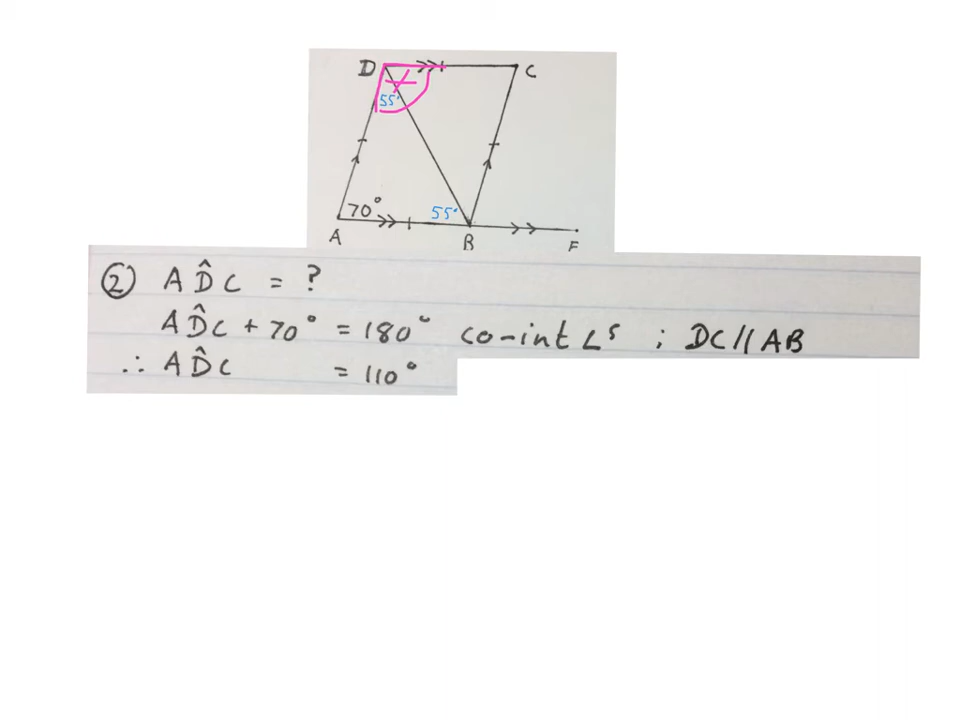 D
C
55°
70°
55°
A
B
F
② AD̂C = ?
AD̂C + 70° = 180° co-int ∠s ; DC // AB
∴ AD̂C = 110°